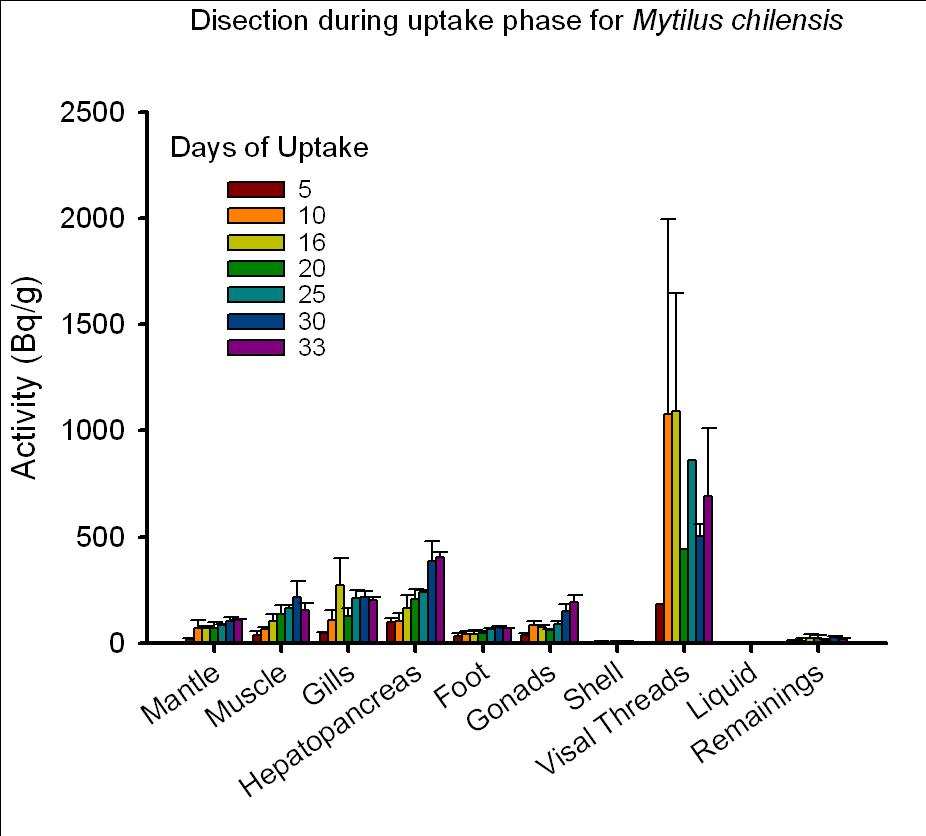 Disection during uptake phase for Mytilus chilensis
2500
2000
1500
1000
500
0
Activity (Bq/g)
Days of Uptake
5
10
16
20
25
30
33
Mantle
Muscle
Gills
Hepatopancreas
Foot
Gonads
Shell
Visal Threads
Liquid
Remainings